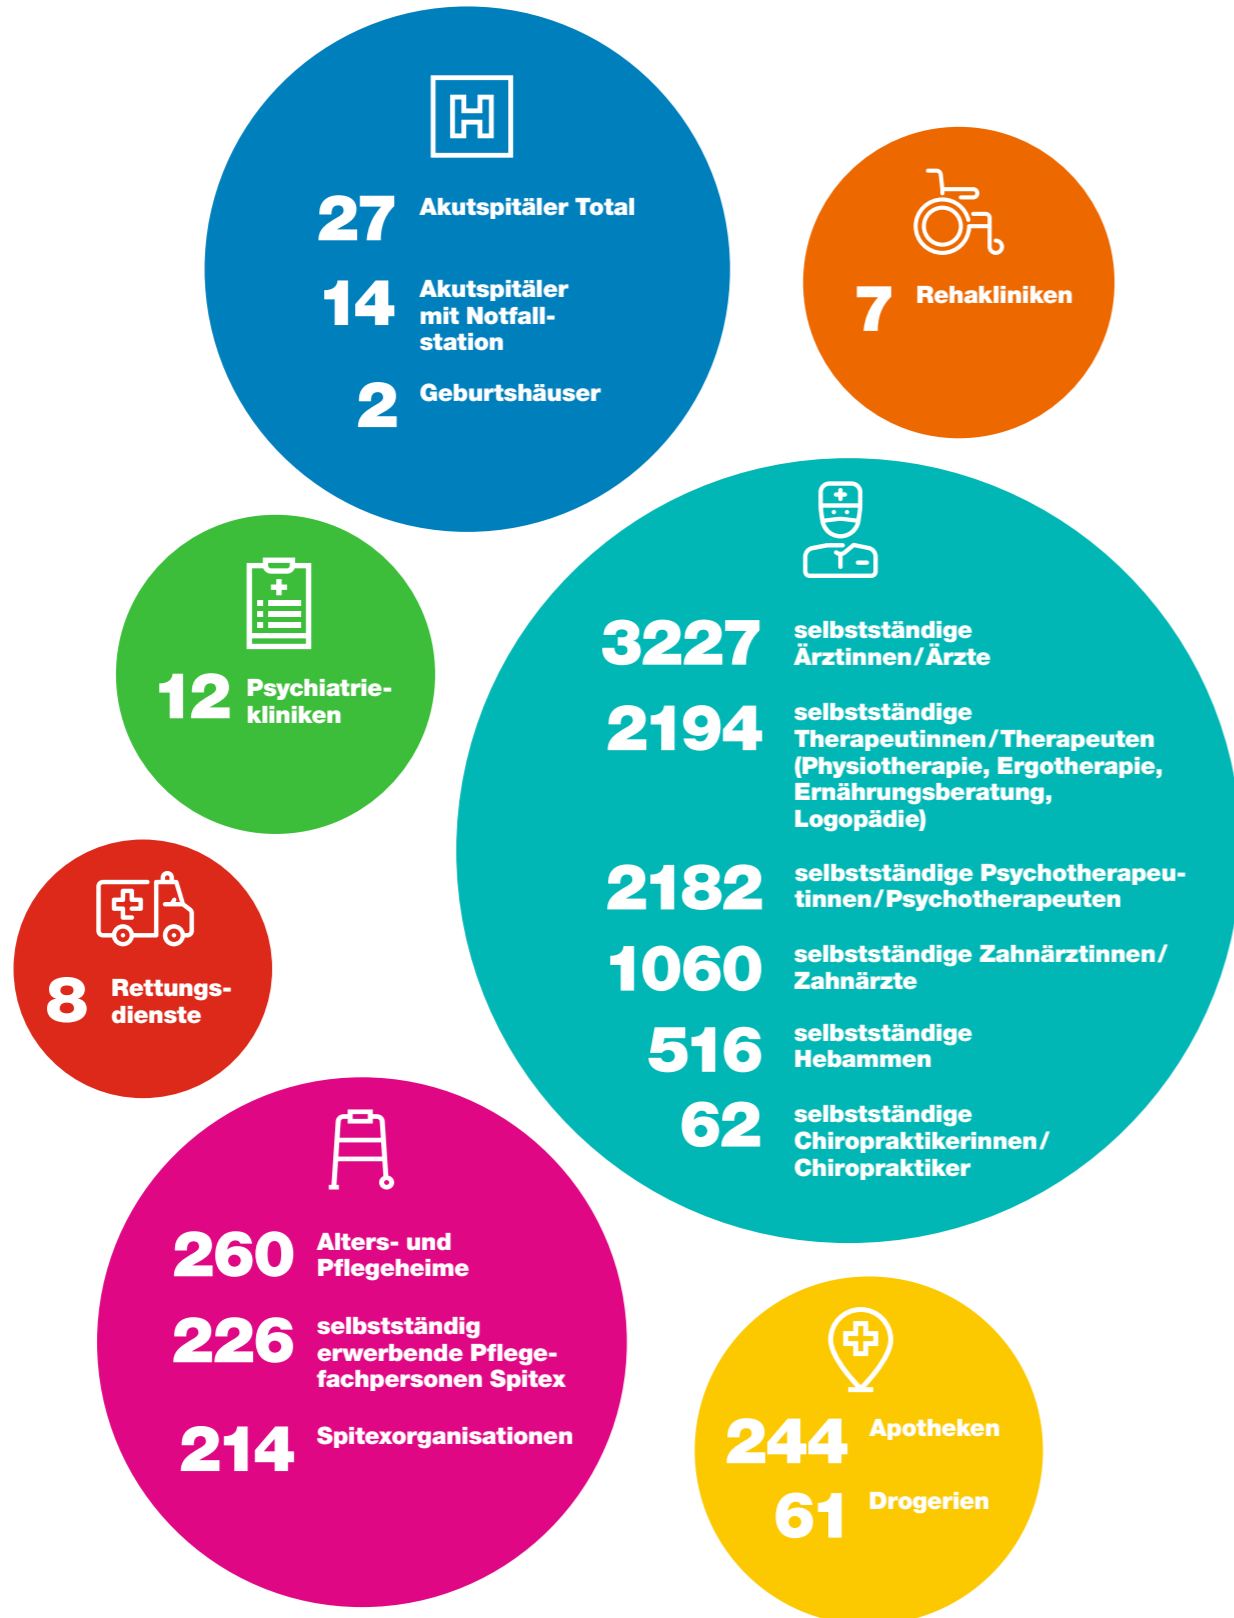 H
27 Akutspitäler Total
14 Akutspitäler
mit Notfall-
station
2 Geburtshäuser
7 Rehakliniken
12 Psychiatrie-
kliniken
3227 selbstständige
Ärztinnen/Ärzte
2194 selbstständige
Therapeutinnen/Therapeuten
(Physiotherapie, Ergotherapie,
Ernährungsberatung,
Logopädie)
2182 selbstständige Psychotherapeu-
tinnen/Psychotherapeuten
1060 selbstständige Zahnärztinnen/
Zahnärzte
516 selbstständige
Hebammen
62 selbstständige
Chiropraktikerinnen/
Chiropraktiker
8 Rettungs-
dienste
260 Alters- und
Pflegeheime
226 selbstständig
erwerbende Pflege-
fachpersonen Spitex
214 Spitexorganisationen
244 Apotheken
61 Drogerien